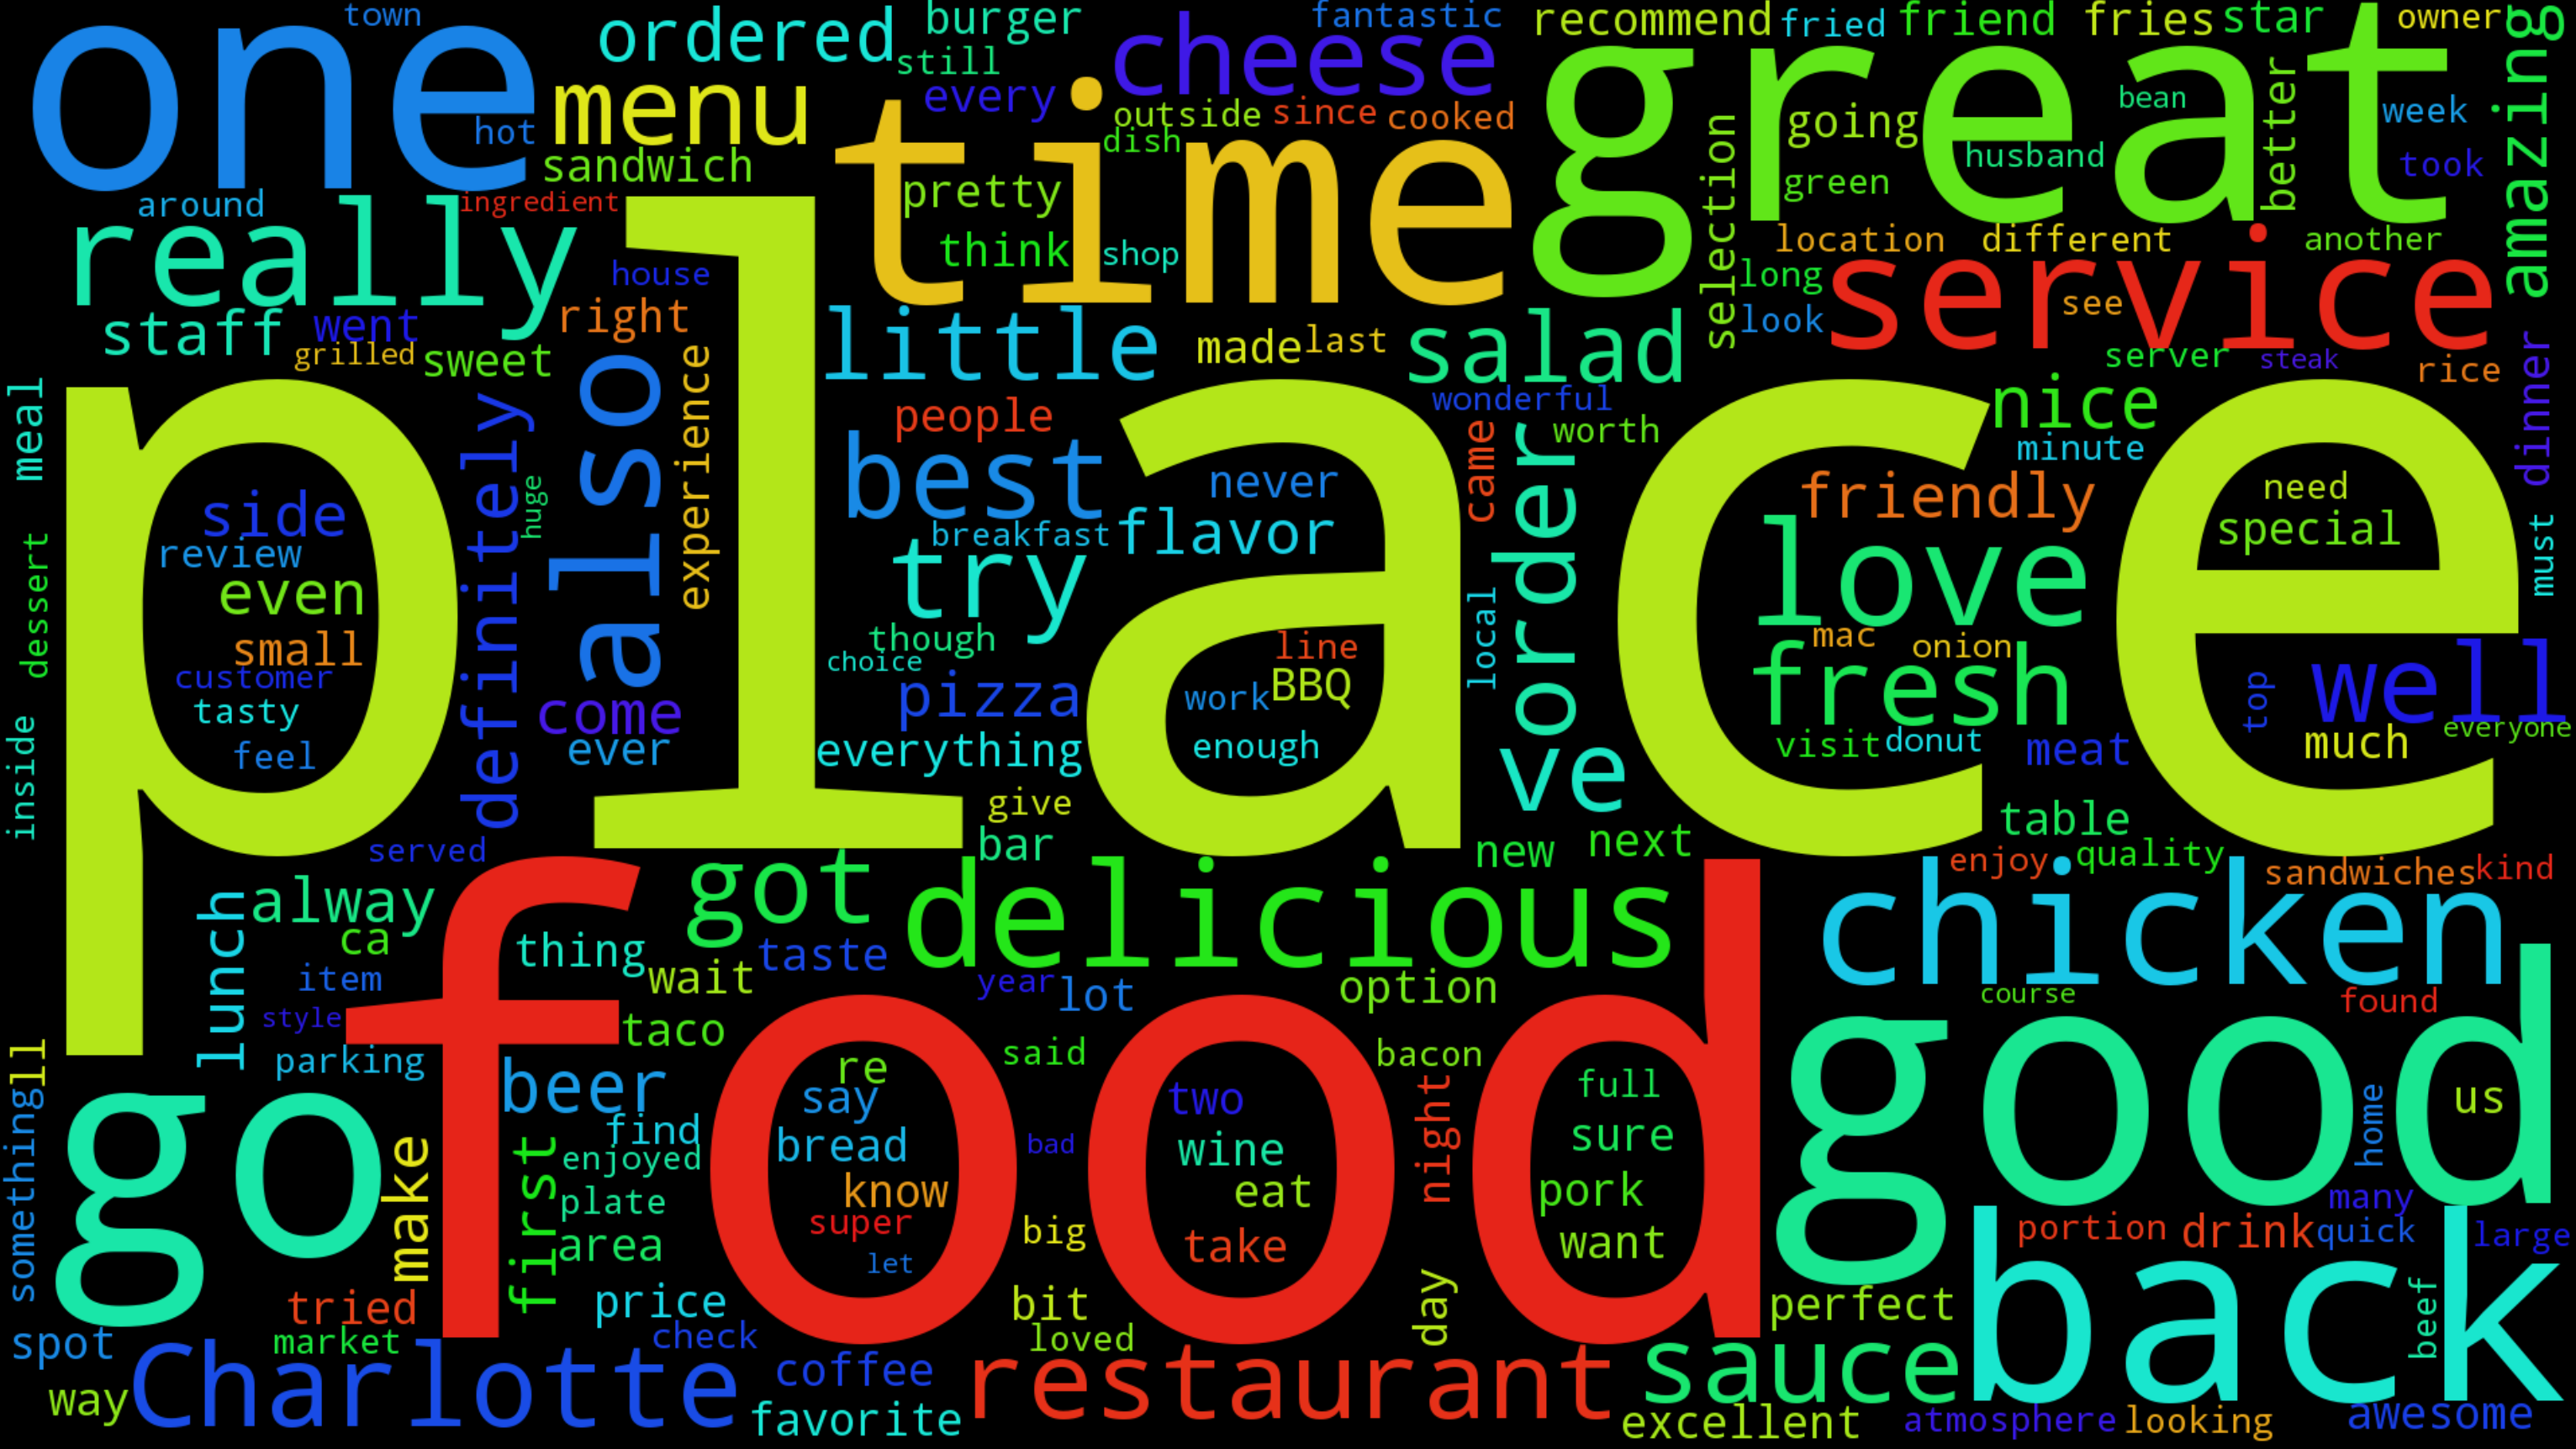 one
town
hot
ordered
menu
sandwich
burger
still
every
cheese
fantastic
outside
since
cooked
dish
recommend
fried
friend
fries
star
owner
great
amazing
going
green
husband
bean
better
week
took
time
pretty
think
shop
around
ingredient
really
house
right
staff
went
grilled
sweet
selection
location
different
another
long
look
service
see
server
steak
rice
dinner
little
made
last
salad
wonderful
worth
nice
minute
place
meal
side
review
even
small
customer
tasty
feel
definitely
huge
also
experience
people
best
never
breakfast
flavor
try
though
choice
line
BBQ
work
pizza
everything
enough
came
order
local
friendly
love
mac
onion
fresh
visit
donut
meat
need
special
must
well
top
much
everyone
dessert
inside
come
ever
ve
give
bar
new
next
table
served
enjoy
quality
sandwiches
kind
lunch
alway
ca
item
style
parking
got
delicious
thing
wait
taste
year
lot
option
chicken
course
found
food
taco
beer
re
say
said
bacon
find
bread
enjoyed
know
plate
super
area
let
bad
two
wine
eat
take
big
night
full
sure
pork
want
good
us
home
many
ll
something
go
make
first
tried
price
bit
day
loved
perfect
portion
drink
quick
large
back
beef
spot
market
check
way
Charlotte
coffee
favorite
restaurant
sauce
excellent
atmosphere
looking
awesome